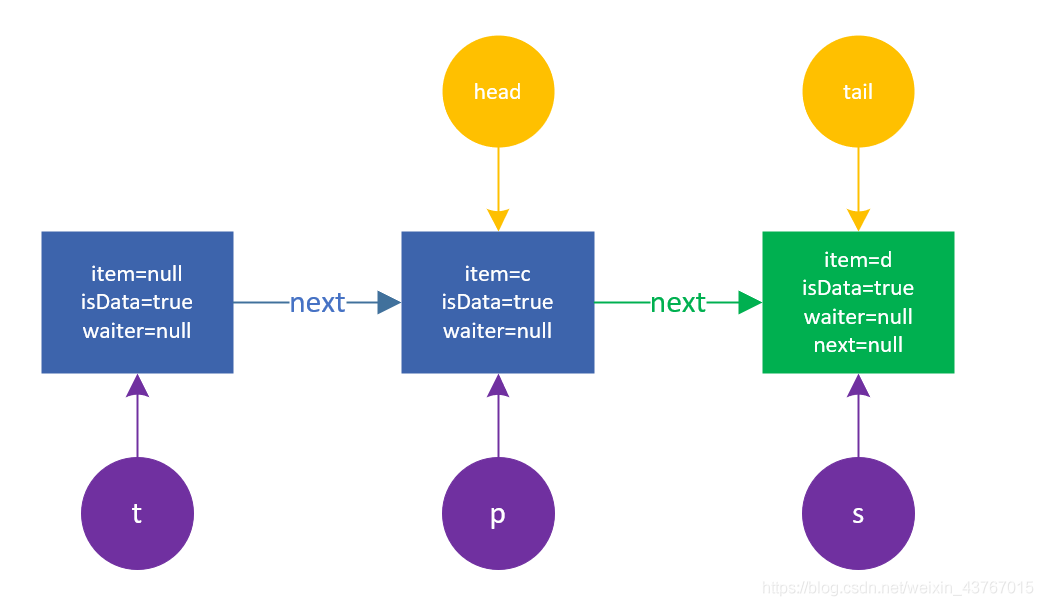 head
tail
item=null
isData=true
waiter=null
next
item=c
isData=true
waiter=null
next
item=d
isData=true
waiter=null
next=null
t
p
s
https://blog.csdn.net/weixin_43767015